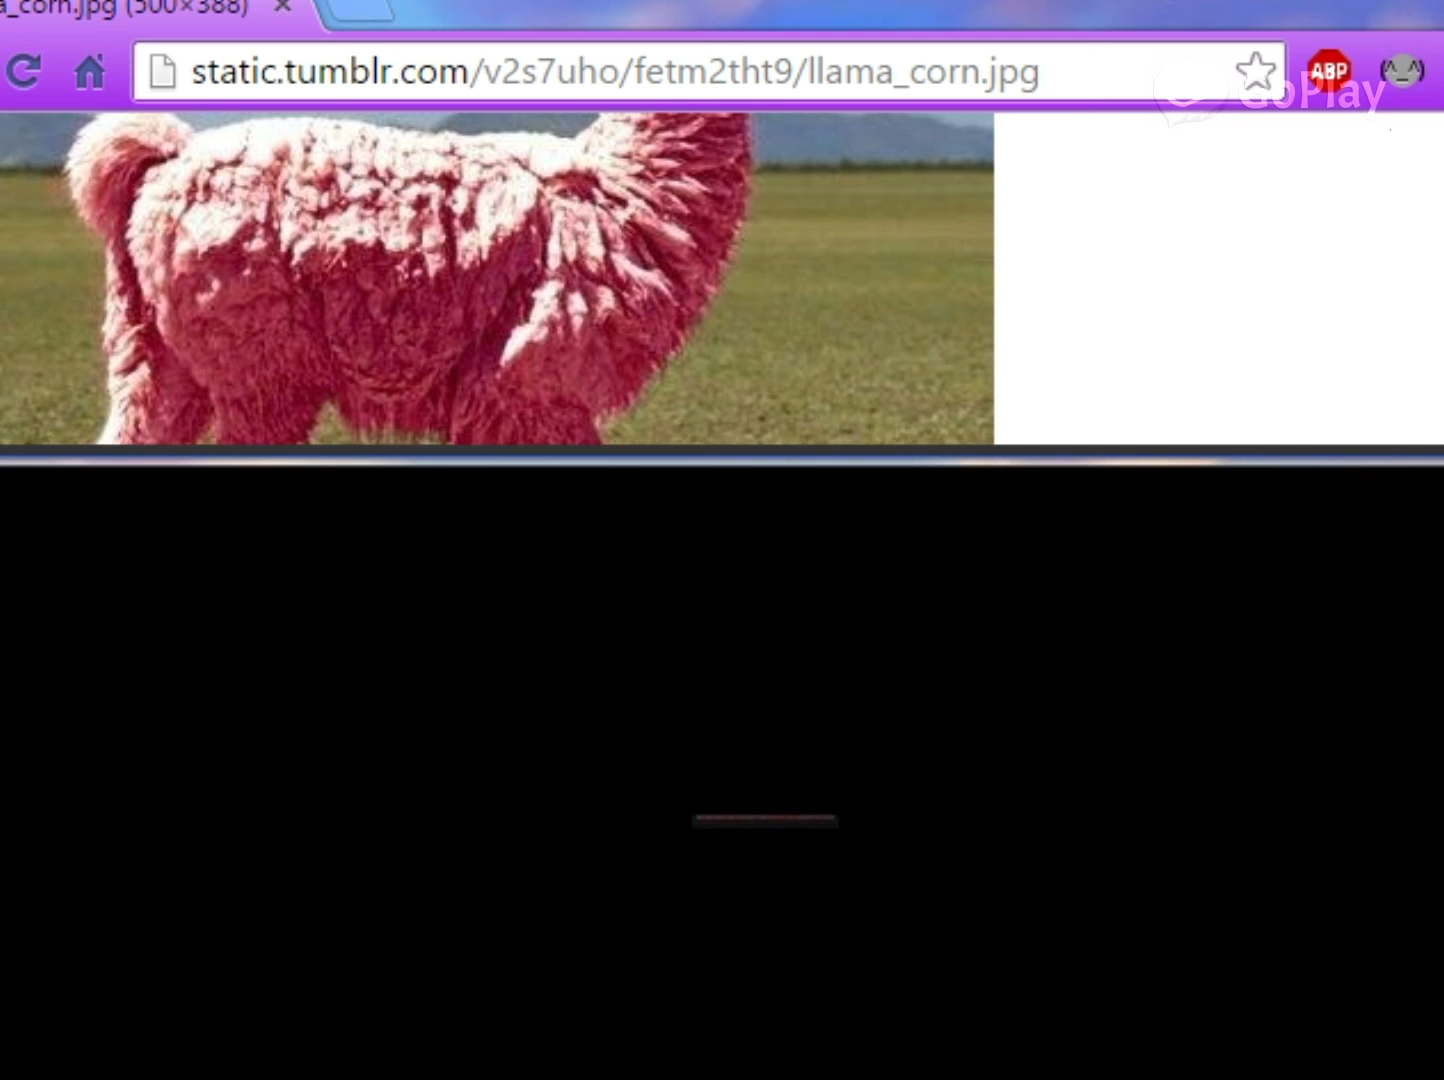 a_corn.jpg (500×388)
static.tumblr.com/v2s7uho/fetm2tht9/llama_corn.jpg
ABP
(^_^)
GoPlay